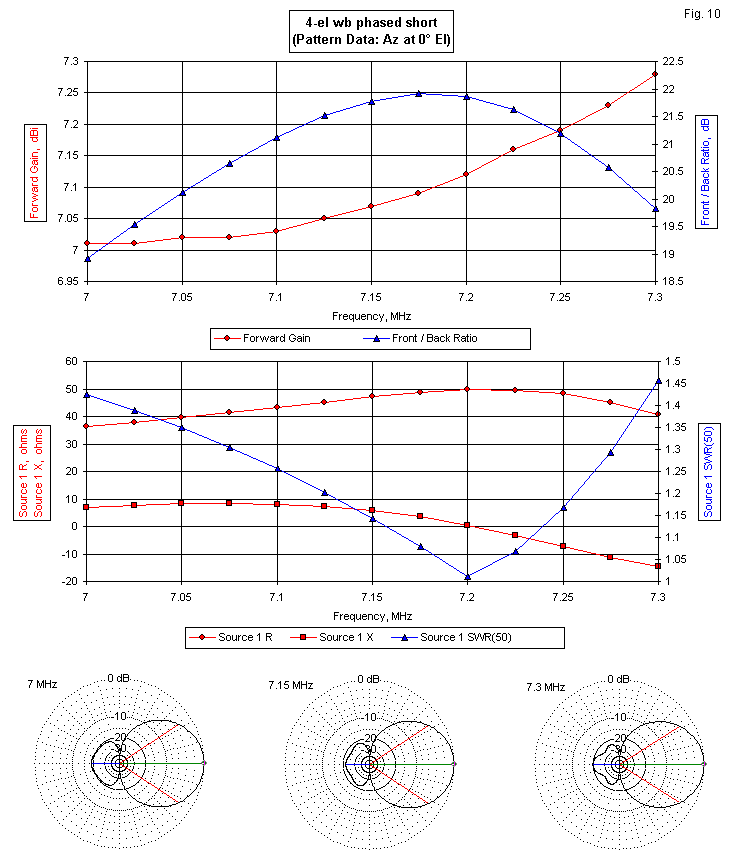 Fig. 10
4-el wb phased short
(Pattern Data: Az at 0° El)
7.3
7.25
7.2
7.15
7.1
7.05
7
6.95
Forward Gain, dBi
22.5
22
21.5
21
20.5
20
19.5
19
18.5
Front / Back Ratio, dB
7 7.05 7.1 7.15 7.2 7.25 7.3
Frequency, MHz
Forward Gain Front / Back Ratio
60
50
40
30
20
10
0
-10
-20
Source 1 R, ohms
Source 1 X, ohms
1.5
1.45
1.4
1.35
1.3
1.25
1.2
1.15
1.1
1.05
1
Source 1 SWR(50)
7 7.05 7.1 7.15 7.2 7.25 7.3
Frequency, MHz
Source 1 R Source 1 X Source 1 SWR(50)
7 MHz
0 dB
-10
-20
-30
7.15 MHz
0 dB
-10
-20
-30
7.3 MHz
0 dB
-10
-20
-30